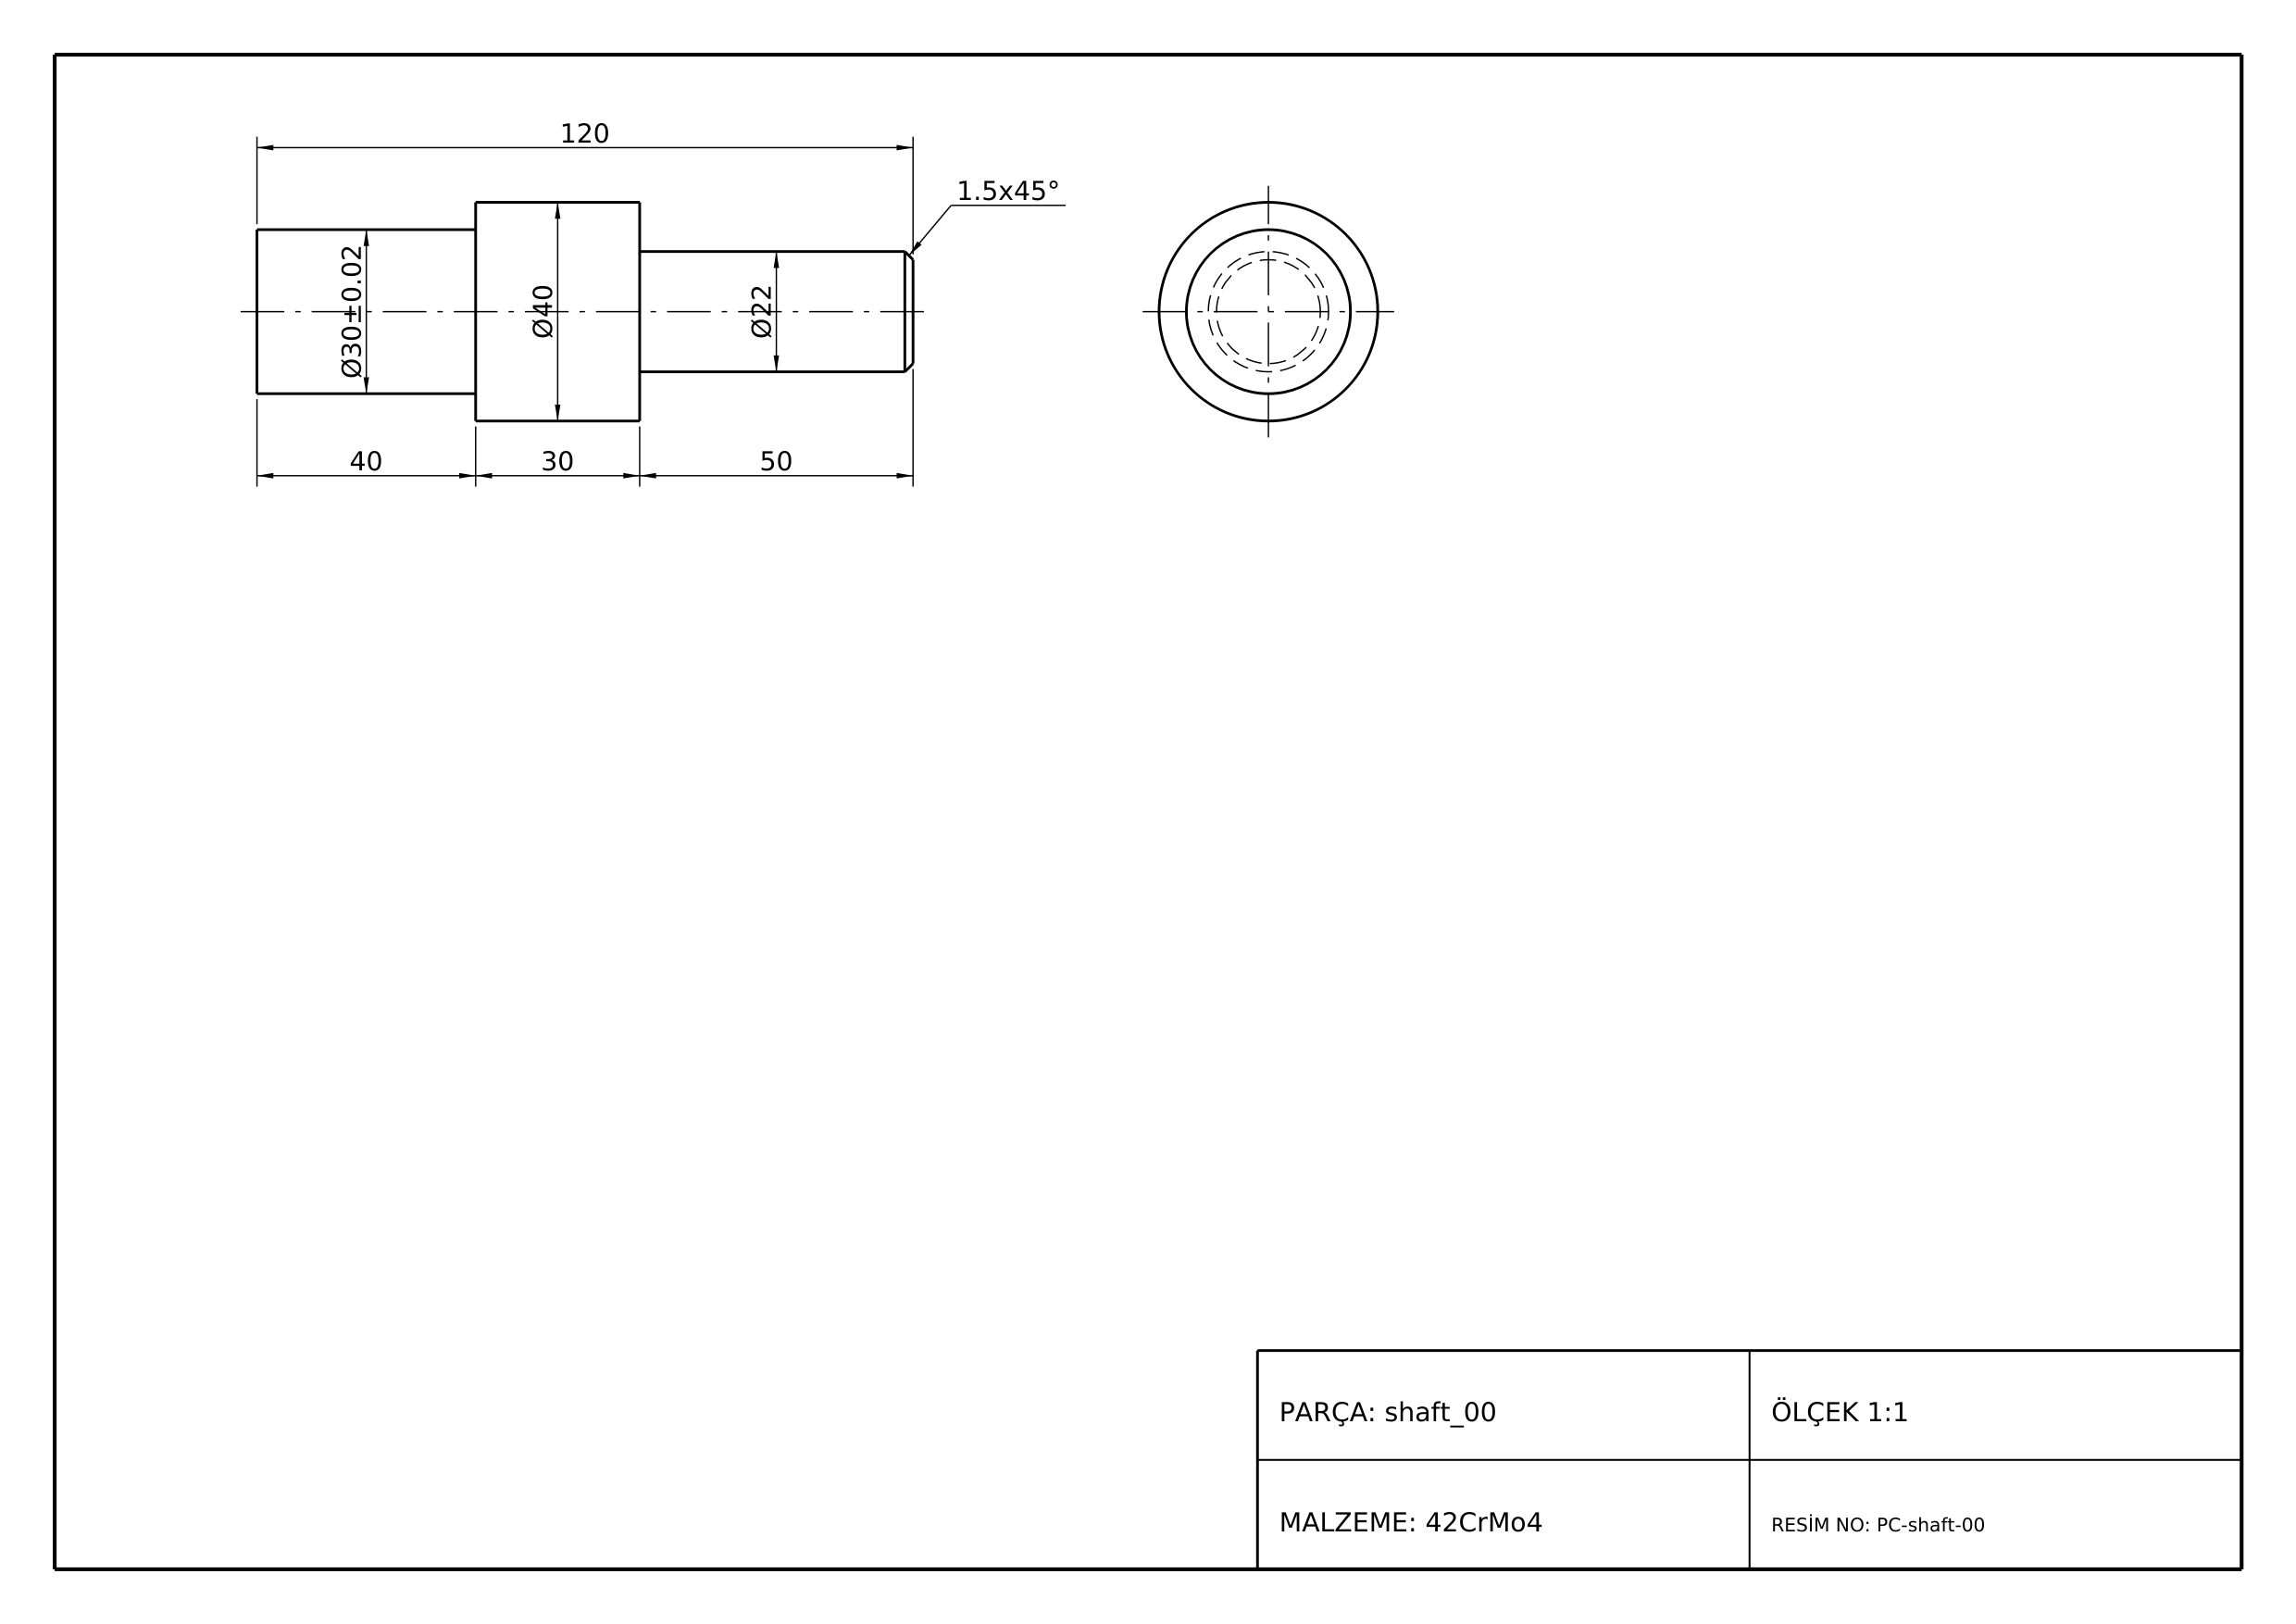 120
1.5x45°
Ø30±0.02
Ø40
Ø22
40
30
50
PARÇA: shaft_00
ÖLÇEK 1:1
MALZEME: 42CrMo4
RESİM NO: PC-shaft-00